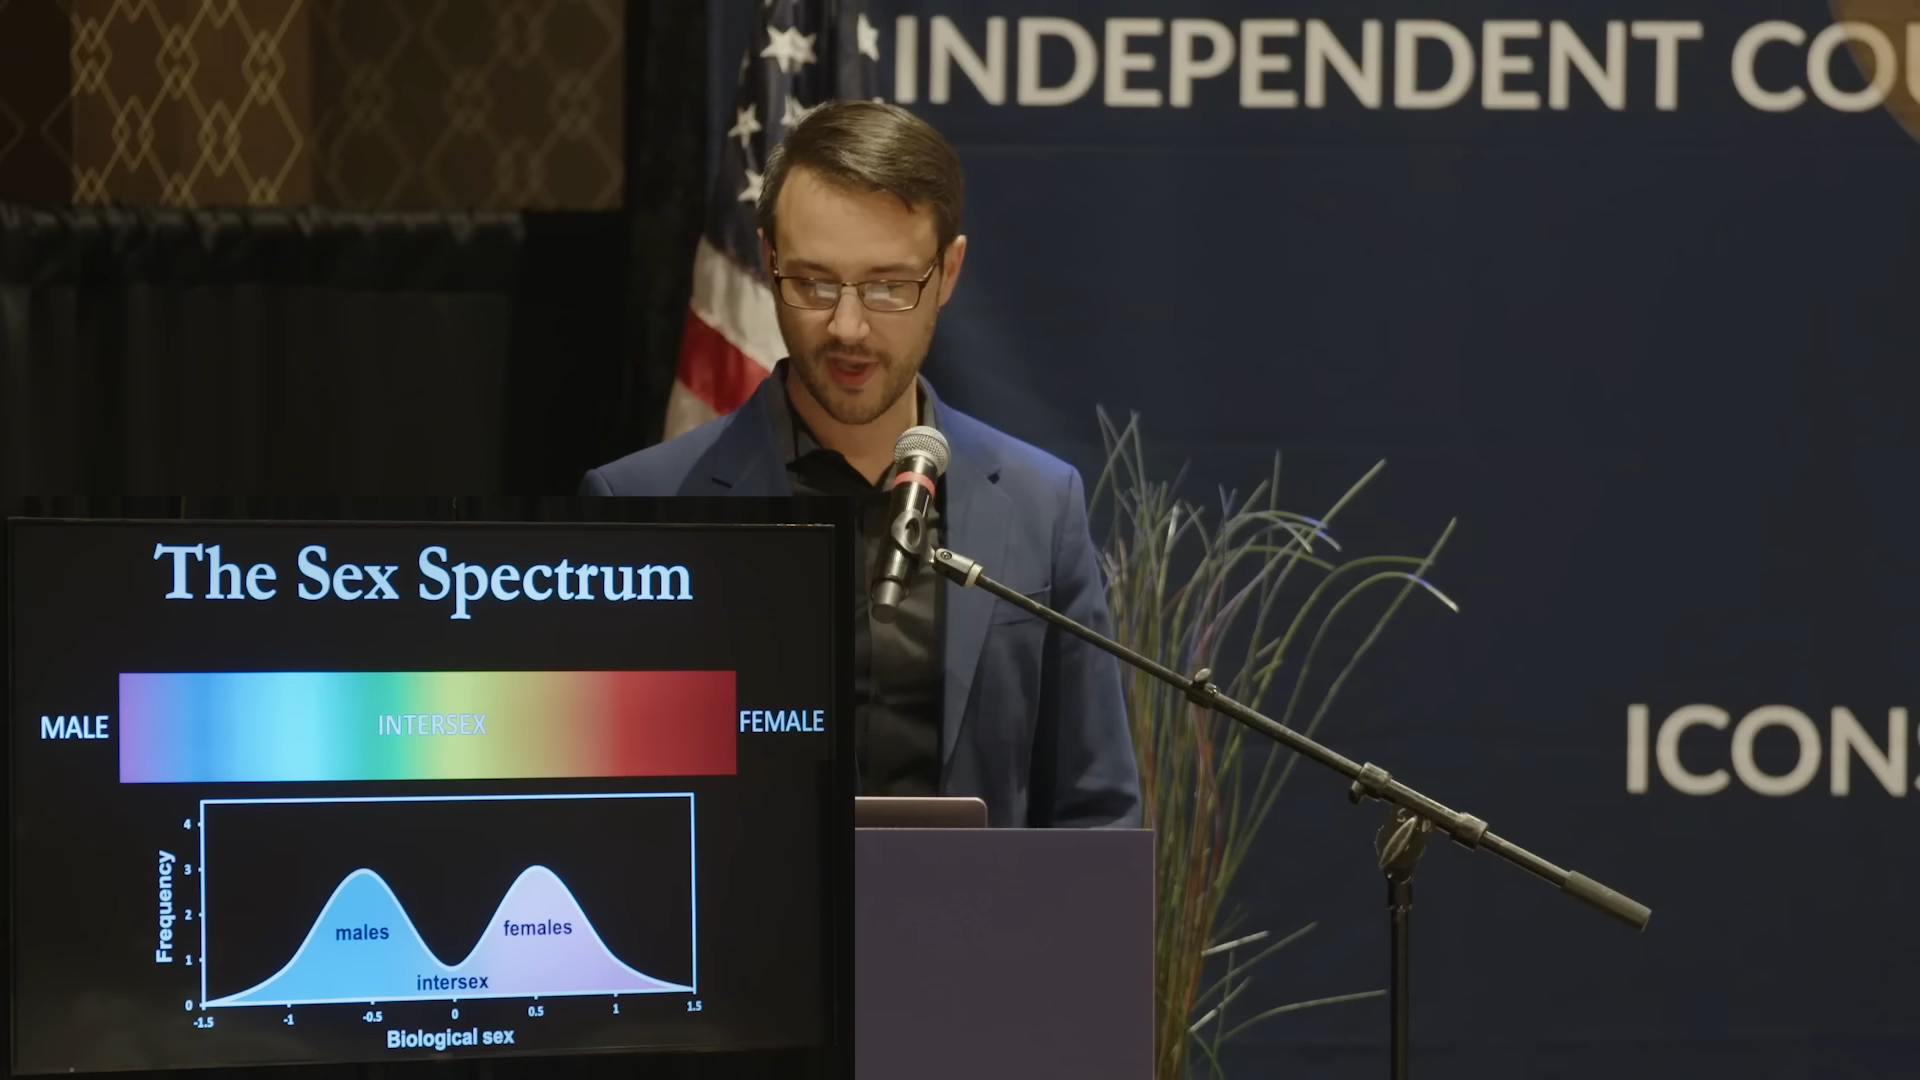 INDEPENDENT COU
ICONS
The Sex Spectrum
MALE
INTERSEX
FEMALE
Frequency
4
3
2
1
0
males
females
intersex
-1.5 -1 -0.5 0 0.5 1 1.5
Biological sex